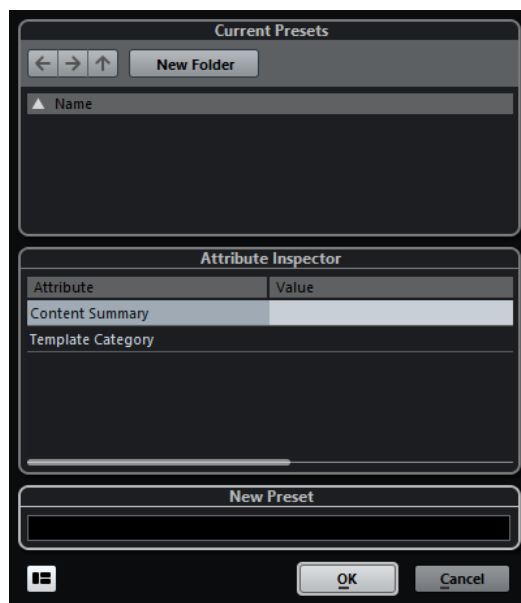 Current Presets
New Folder
Name
Attribute Inspector
Attribute Value
Content Summary
Template Category
New Preset
OK Cancel